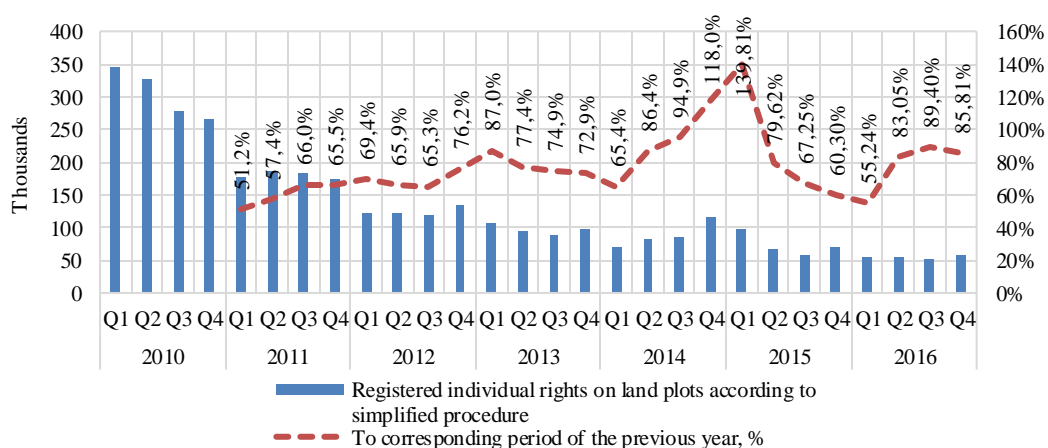 400 160%
350 140%
300 120%
250 100%
200 80%
150 60%
100 40%
50 20%
0 0%
Thousands
51,2% 57,4% 66,0% 65,5% 69,4% 65,9% 65,3% 76,2% 87,0% 77,4% 74,9% 72,9% 65,4% 86,4% 94,9% 118,0% 139,81% 79,62% 67,25% 60,30% 55,24% 83,05% 89,40% 85,81%
Q1 Q2 Q3 Q4 Q1 Q2 Q3 Q4 Q1 Q2 Q3 Q4 Q1 Q2 Q3 Q4 Q1 Q2 Q3 Q4 Q1 Q2 Q3 Q4 Q1 Q2 Q3 Q4
2010 2011 2012 2013 2014 2015 2016
Registered individual rights on land plots according to
simplified procedure
To corresponding period of the previous year, %